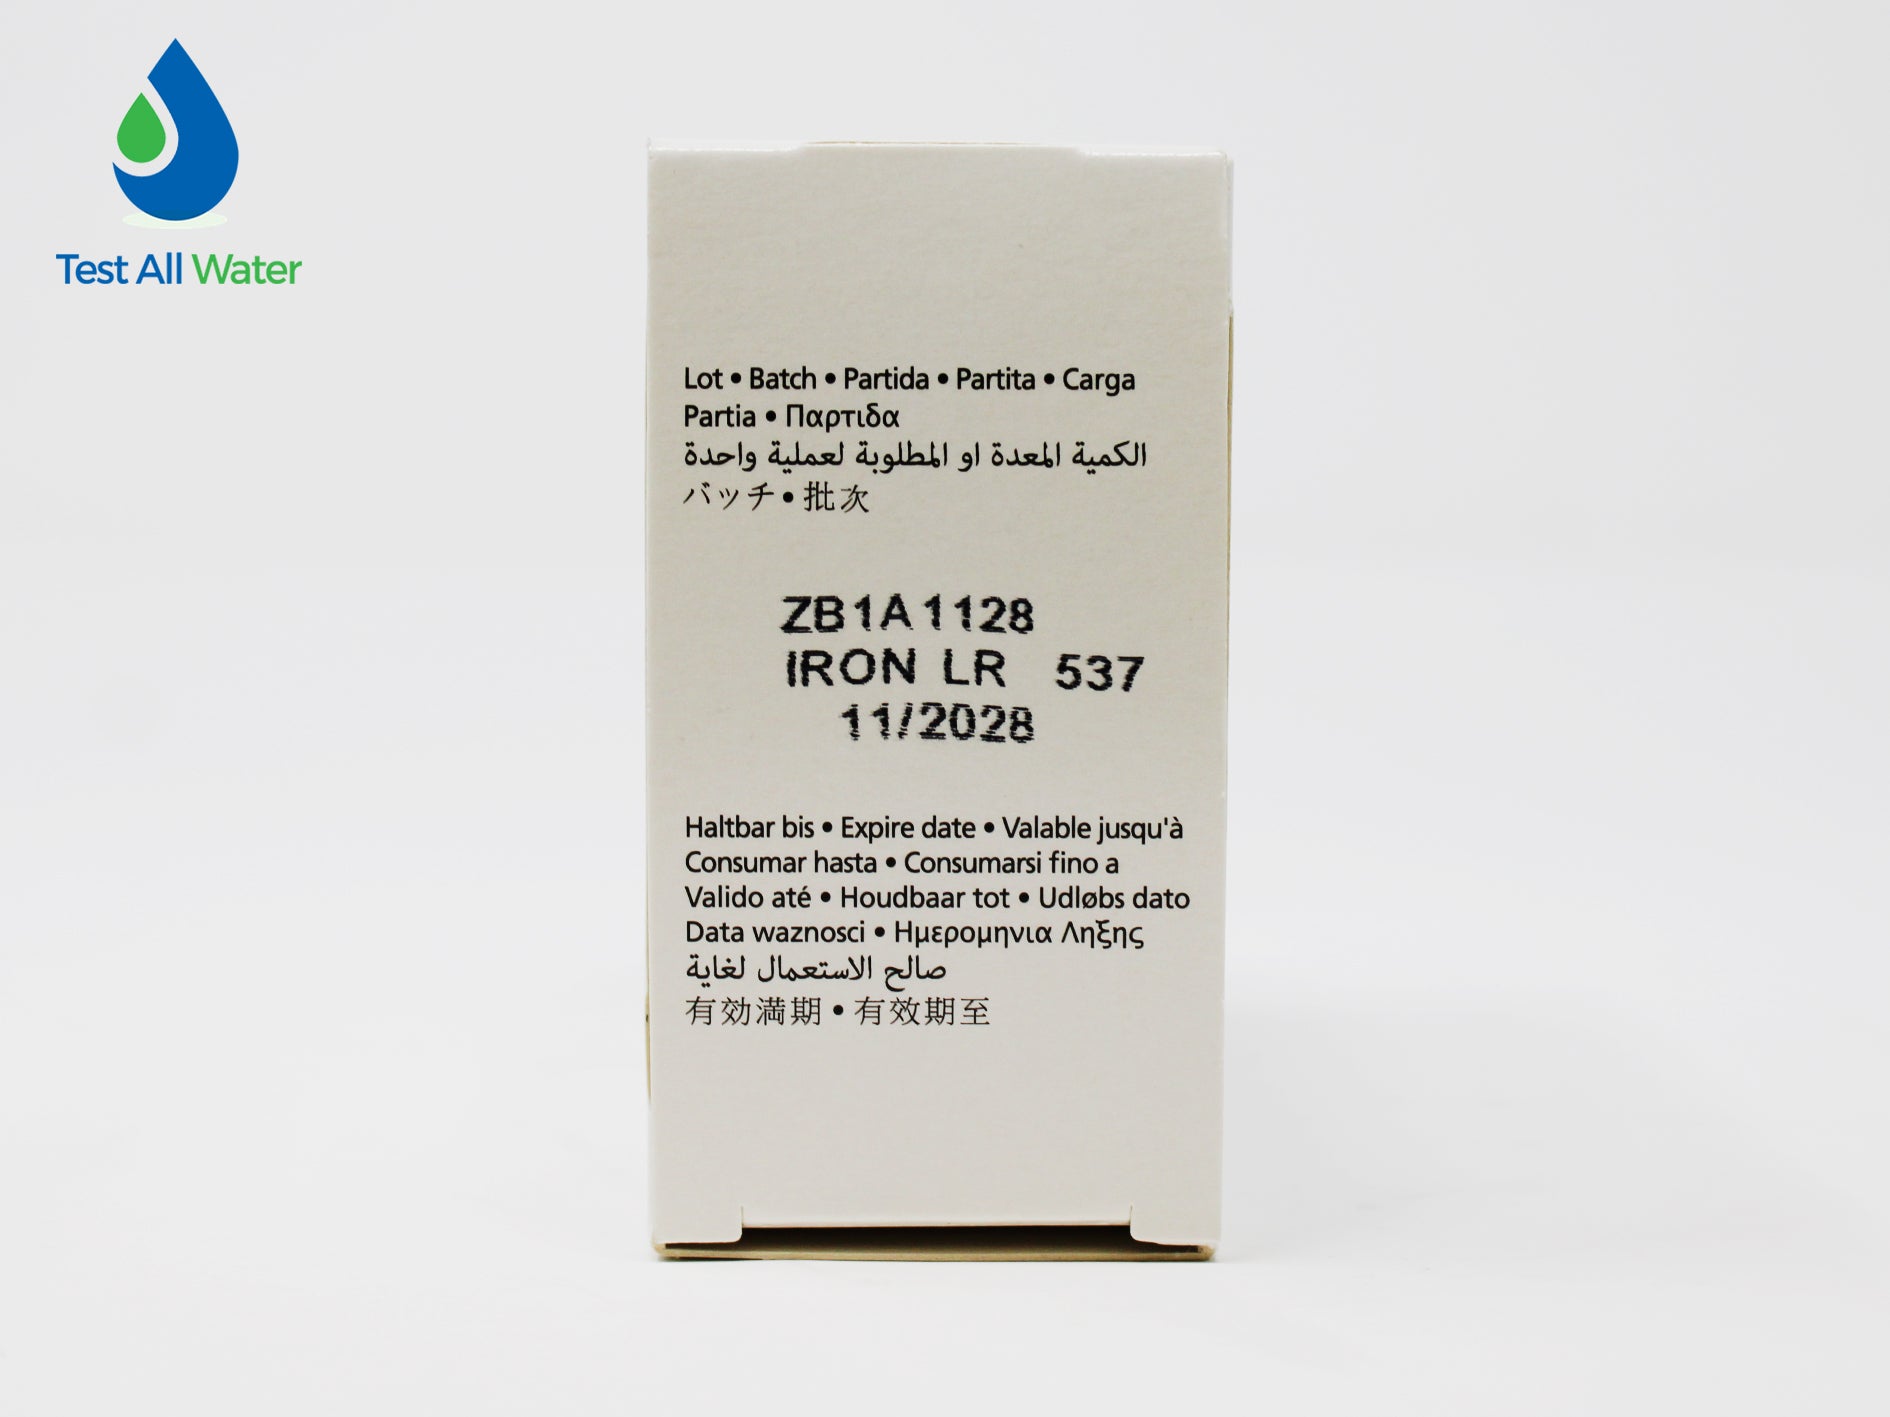 Test All Water
Lot • Batch • Partida • Partita • Carga
Partia • Παρτιδα
الكمية المعدة او المطلوبة لعملية واحدة
バッチ • 批次
ZB1A1128
IRON LR 537
11/2028
Haltbar bis • Expire date • Valable jusqu'à
Consumar hasta • Consumarsi fino a
Valido até • Houdbaar tot • Udløbs dato
Data waznosci • Ημερομηνια Ληξης
صالح الاستعمال لغاية
有効満期 • 有效期至